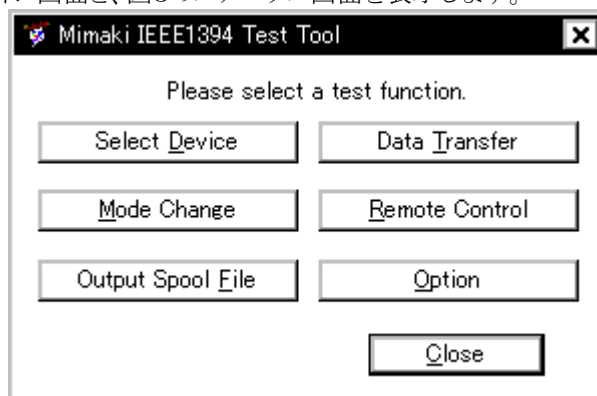 Mimaki IEEE1394 Test Tool
Please select a test function.
Select Device
Data Transfer
Mode Change
Remote Control
Output Spool File
Option
Close